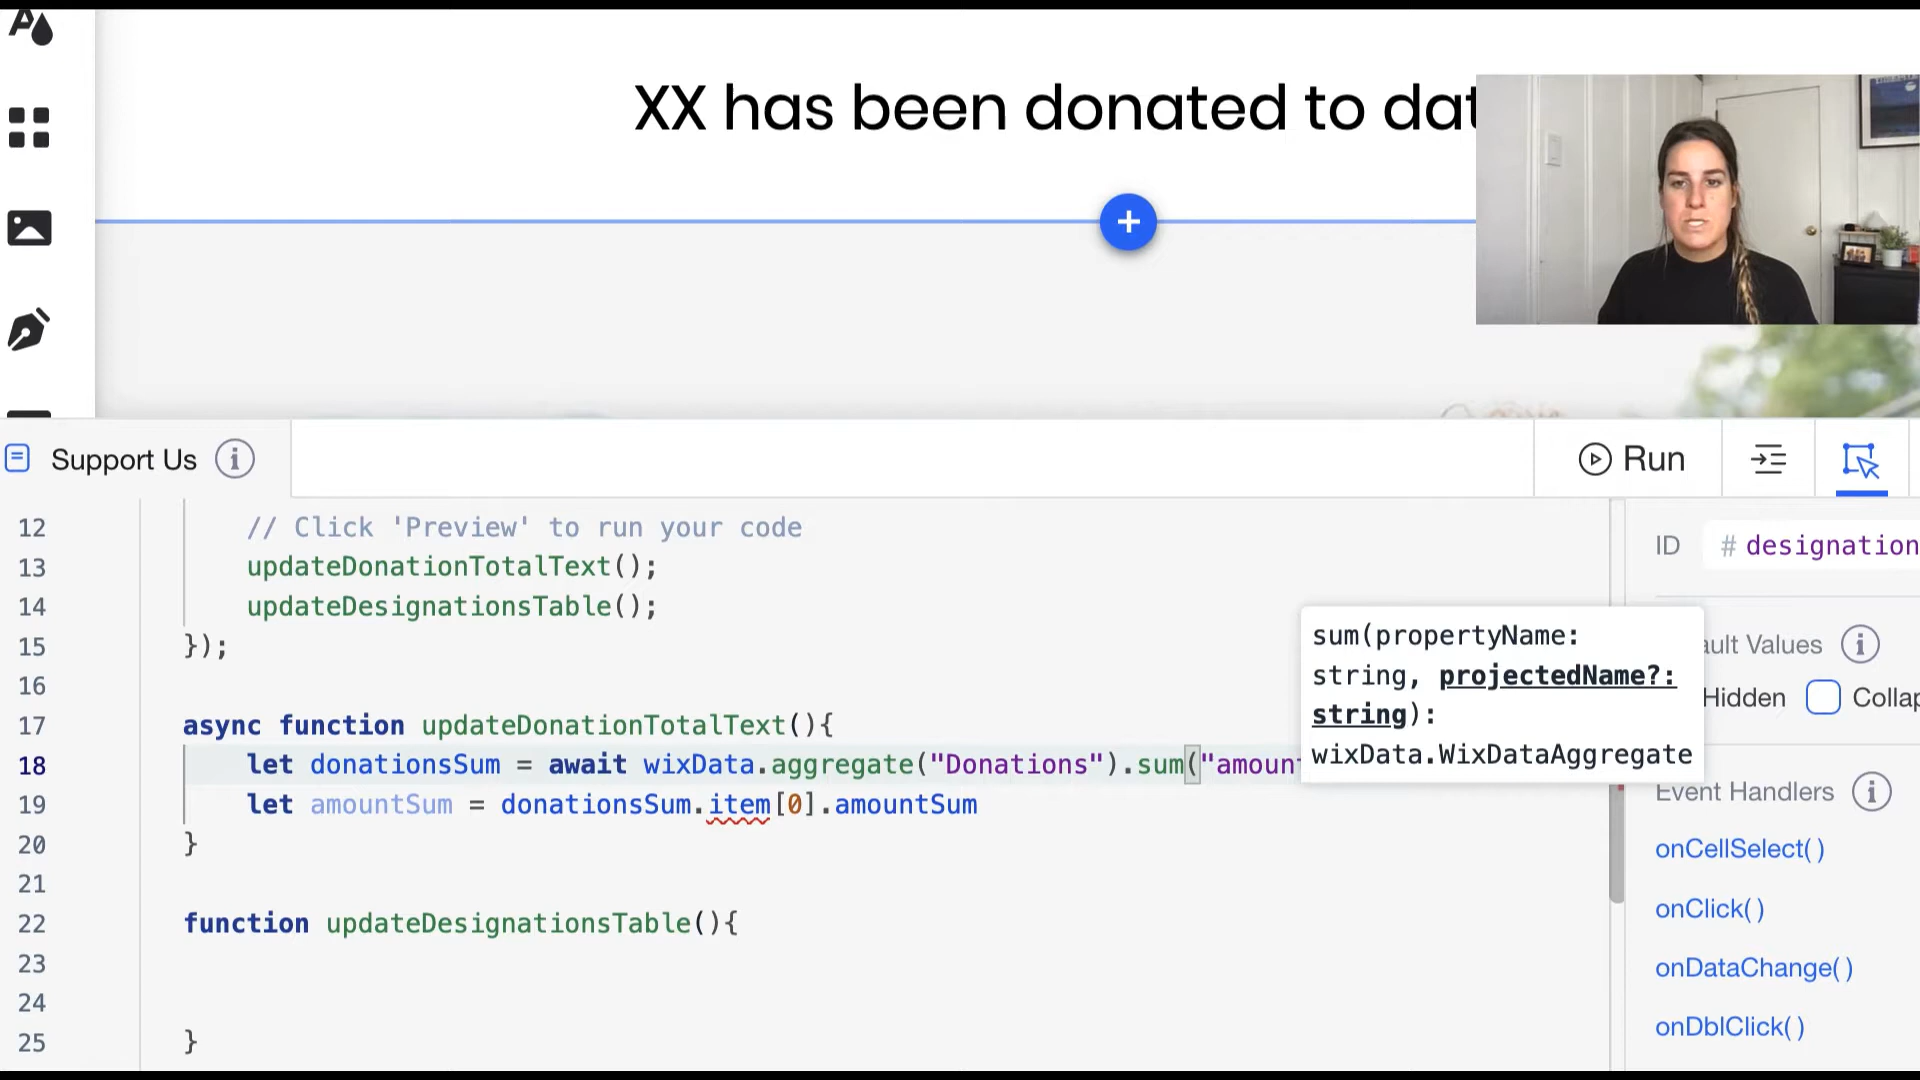 XX has been donated to dat
Support Us
Run
12 // Click 'Preview' to run your code
13 updateDonationTotalText();
14 updateDesignationsTable();
15 });
16
17 async function updateDonationTotalText(){
18 let donationsSum = await wixData.aggregate("Donations").sum("amoun
19 let amountSum = donationsSum.item[0].amountSum
20 }
21
22 function updateDesignationsTable(){
23
24
25 }
sum(propertyName:
string, projectedName?:
string):
wixData.WixDataAggregate
ID # designation
ault Values
Hidden Collap
Event Handlers
onCellSelect()
onClick()
onDataChange()
onDblClick()